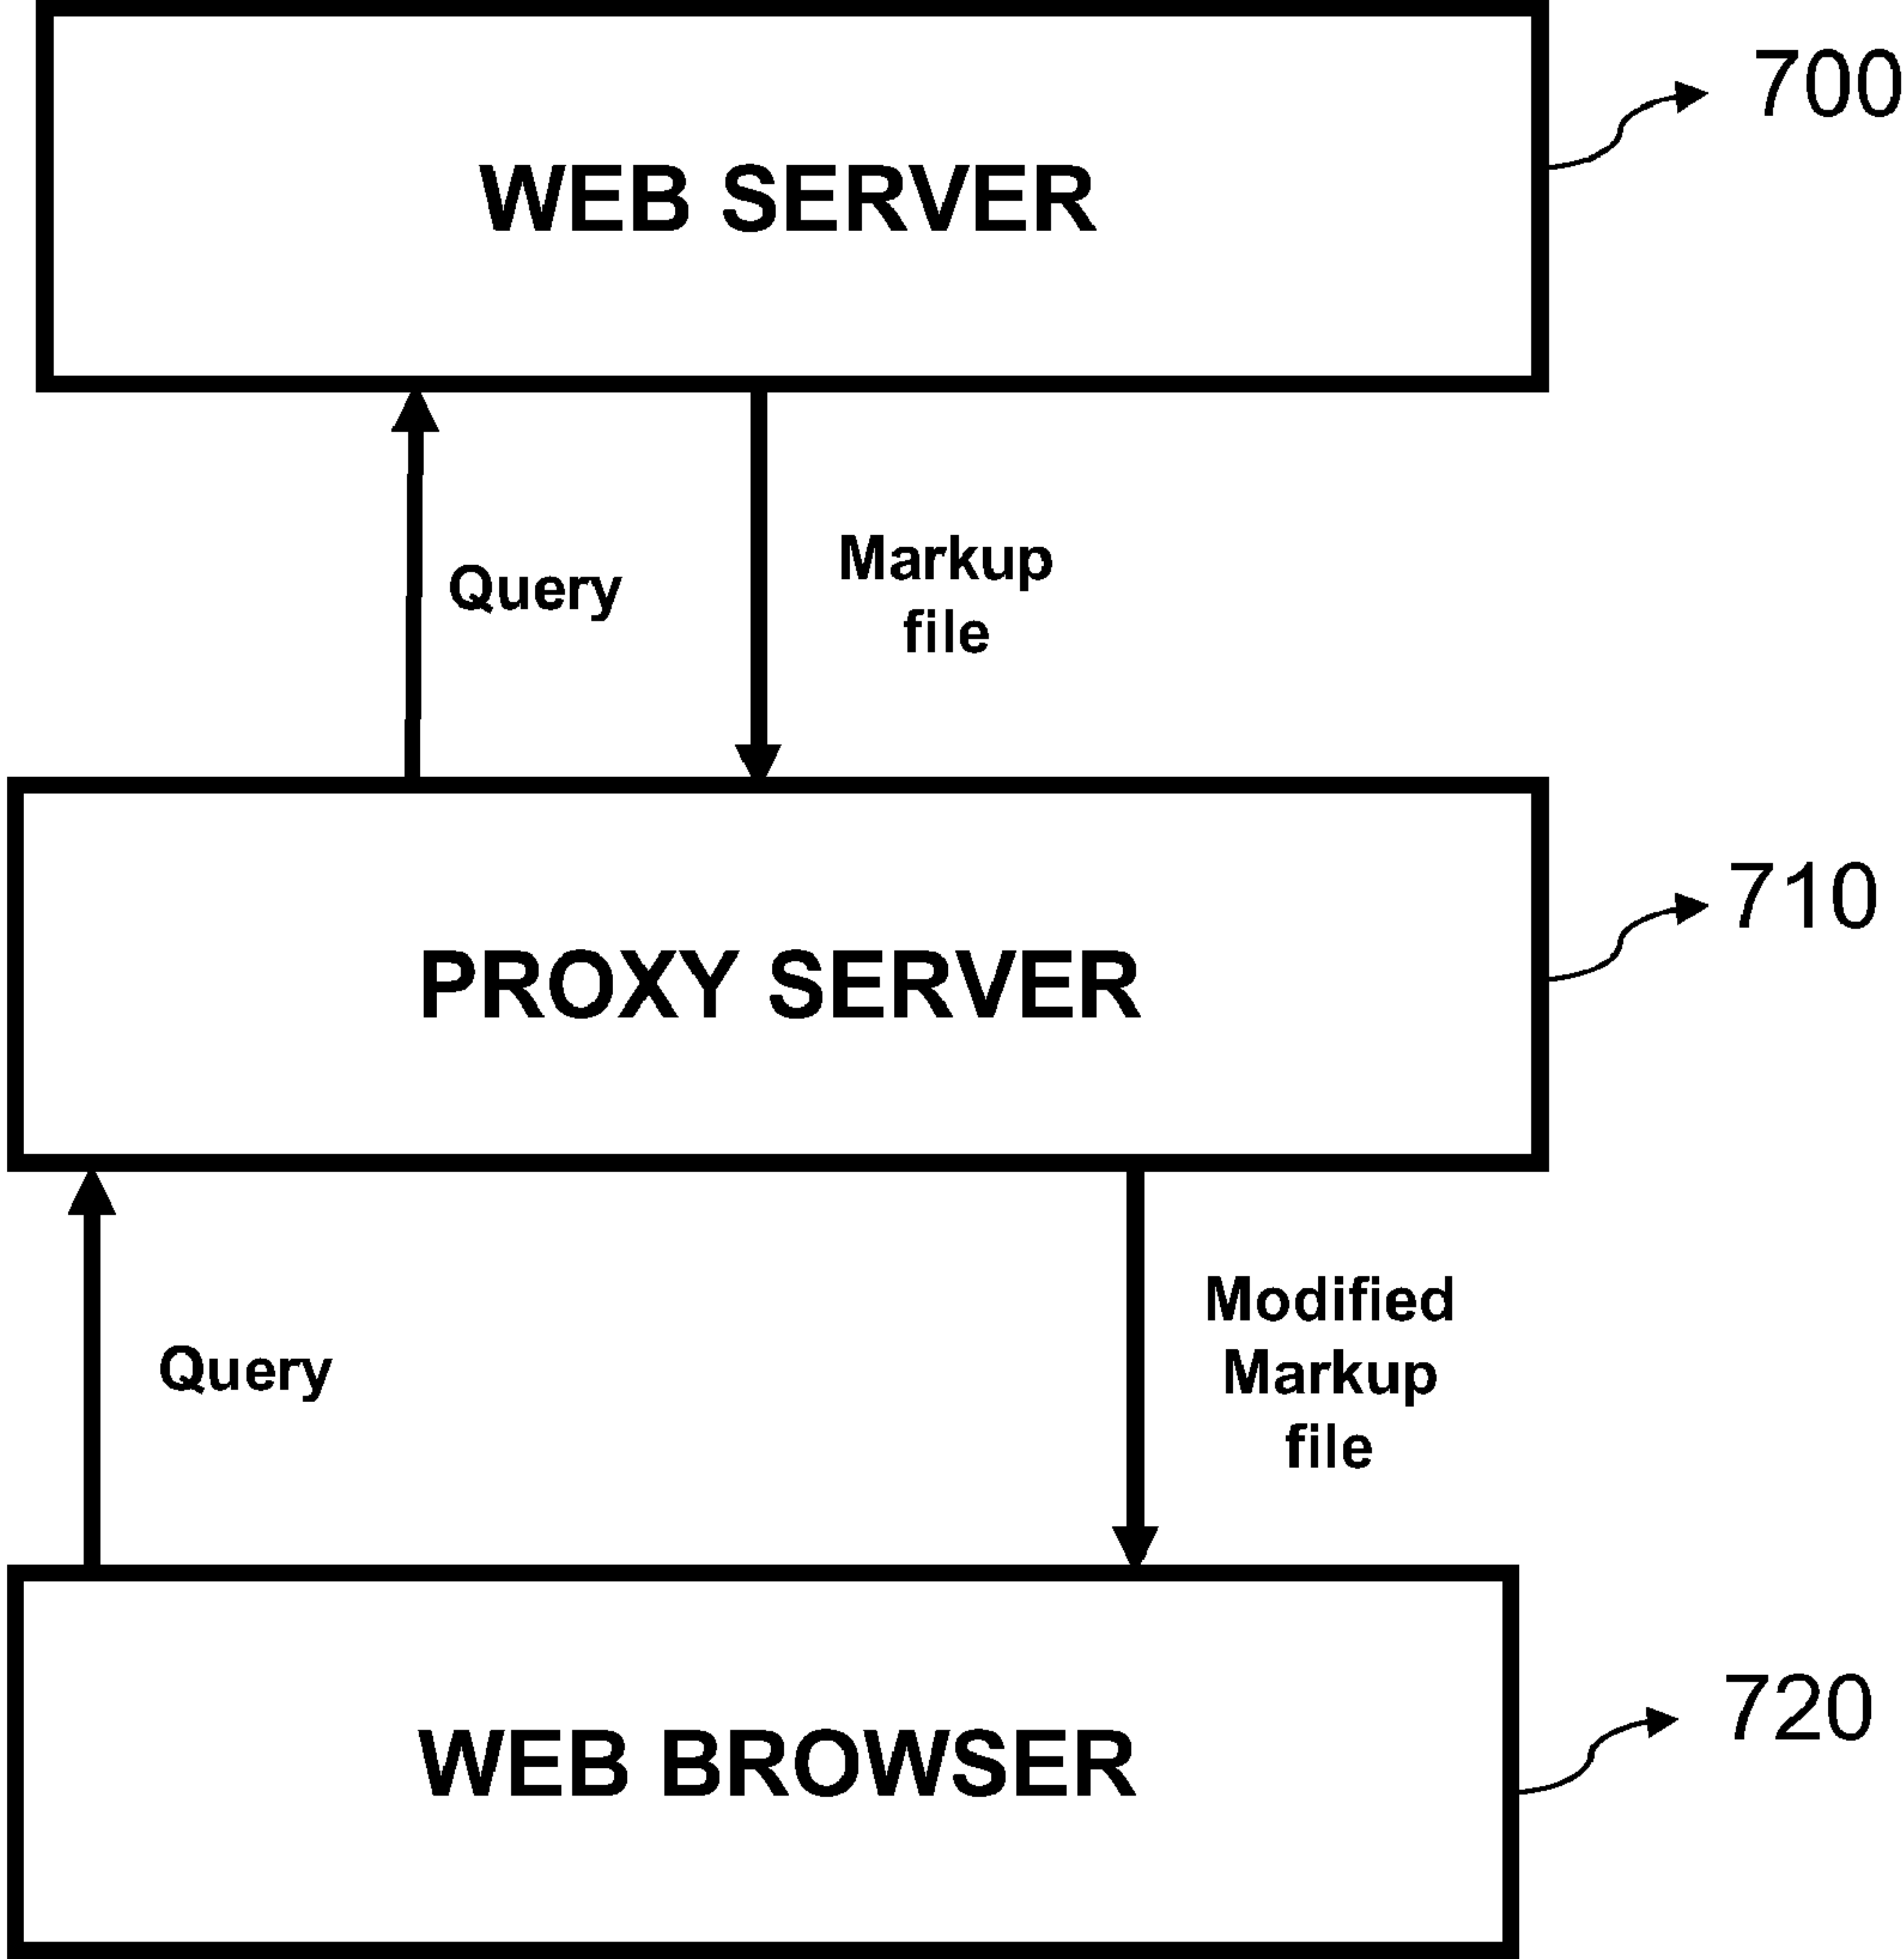 WEB SERVER
700
Query
Markup
file
PROXY SERVER
710
Query
Modified
Markup
file
WEB BROWSER
720